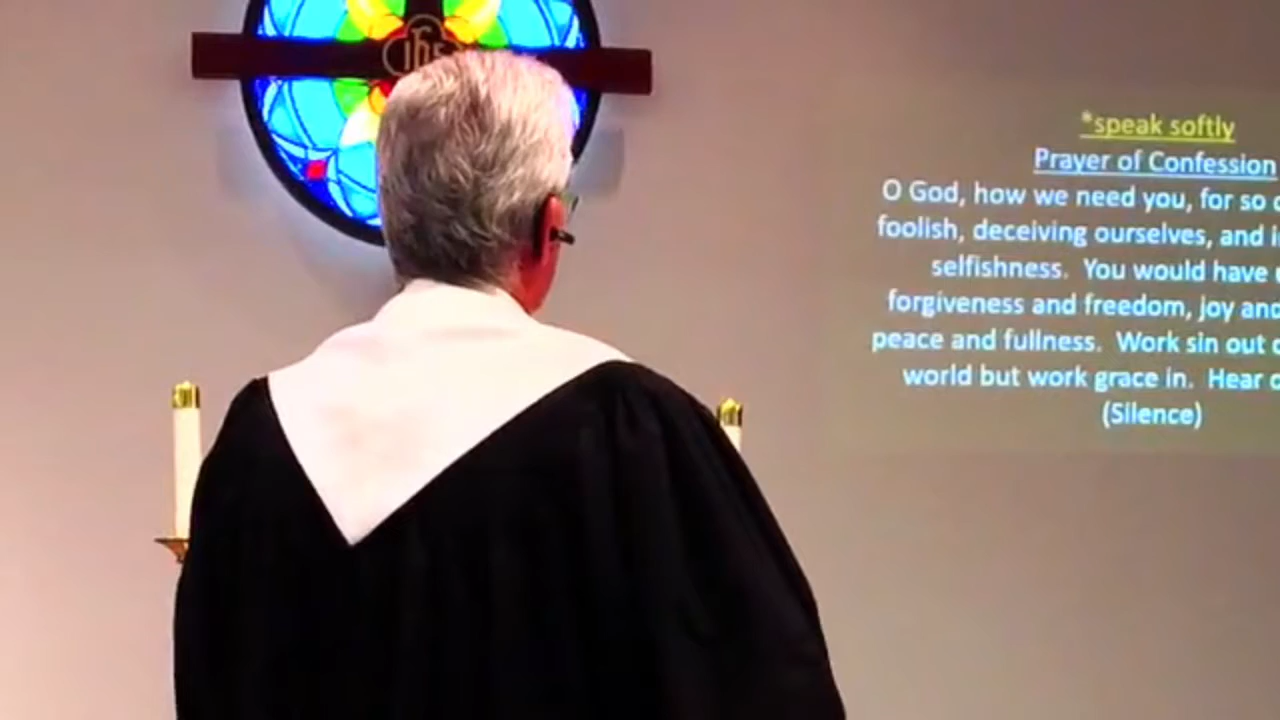 ihs
*speak softly
Prayer of Confession
O God, how we need you, for so
foolish, deceiving ourselves, and
selfishness. You would have
forgiveness and freedom, joy and
peace and fullness. Work sin out
world but work grace in. Hear
(Silence)